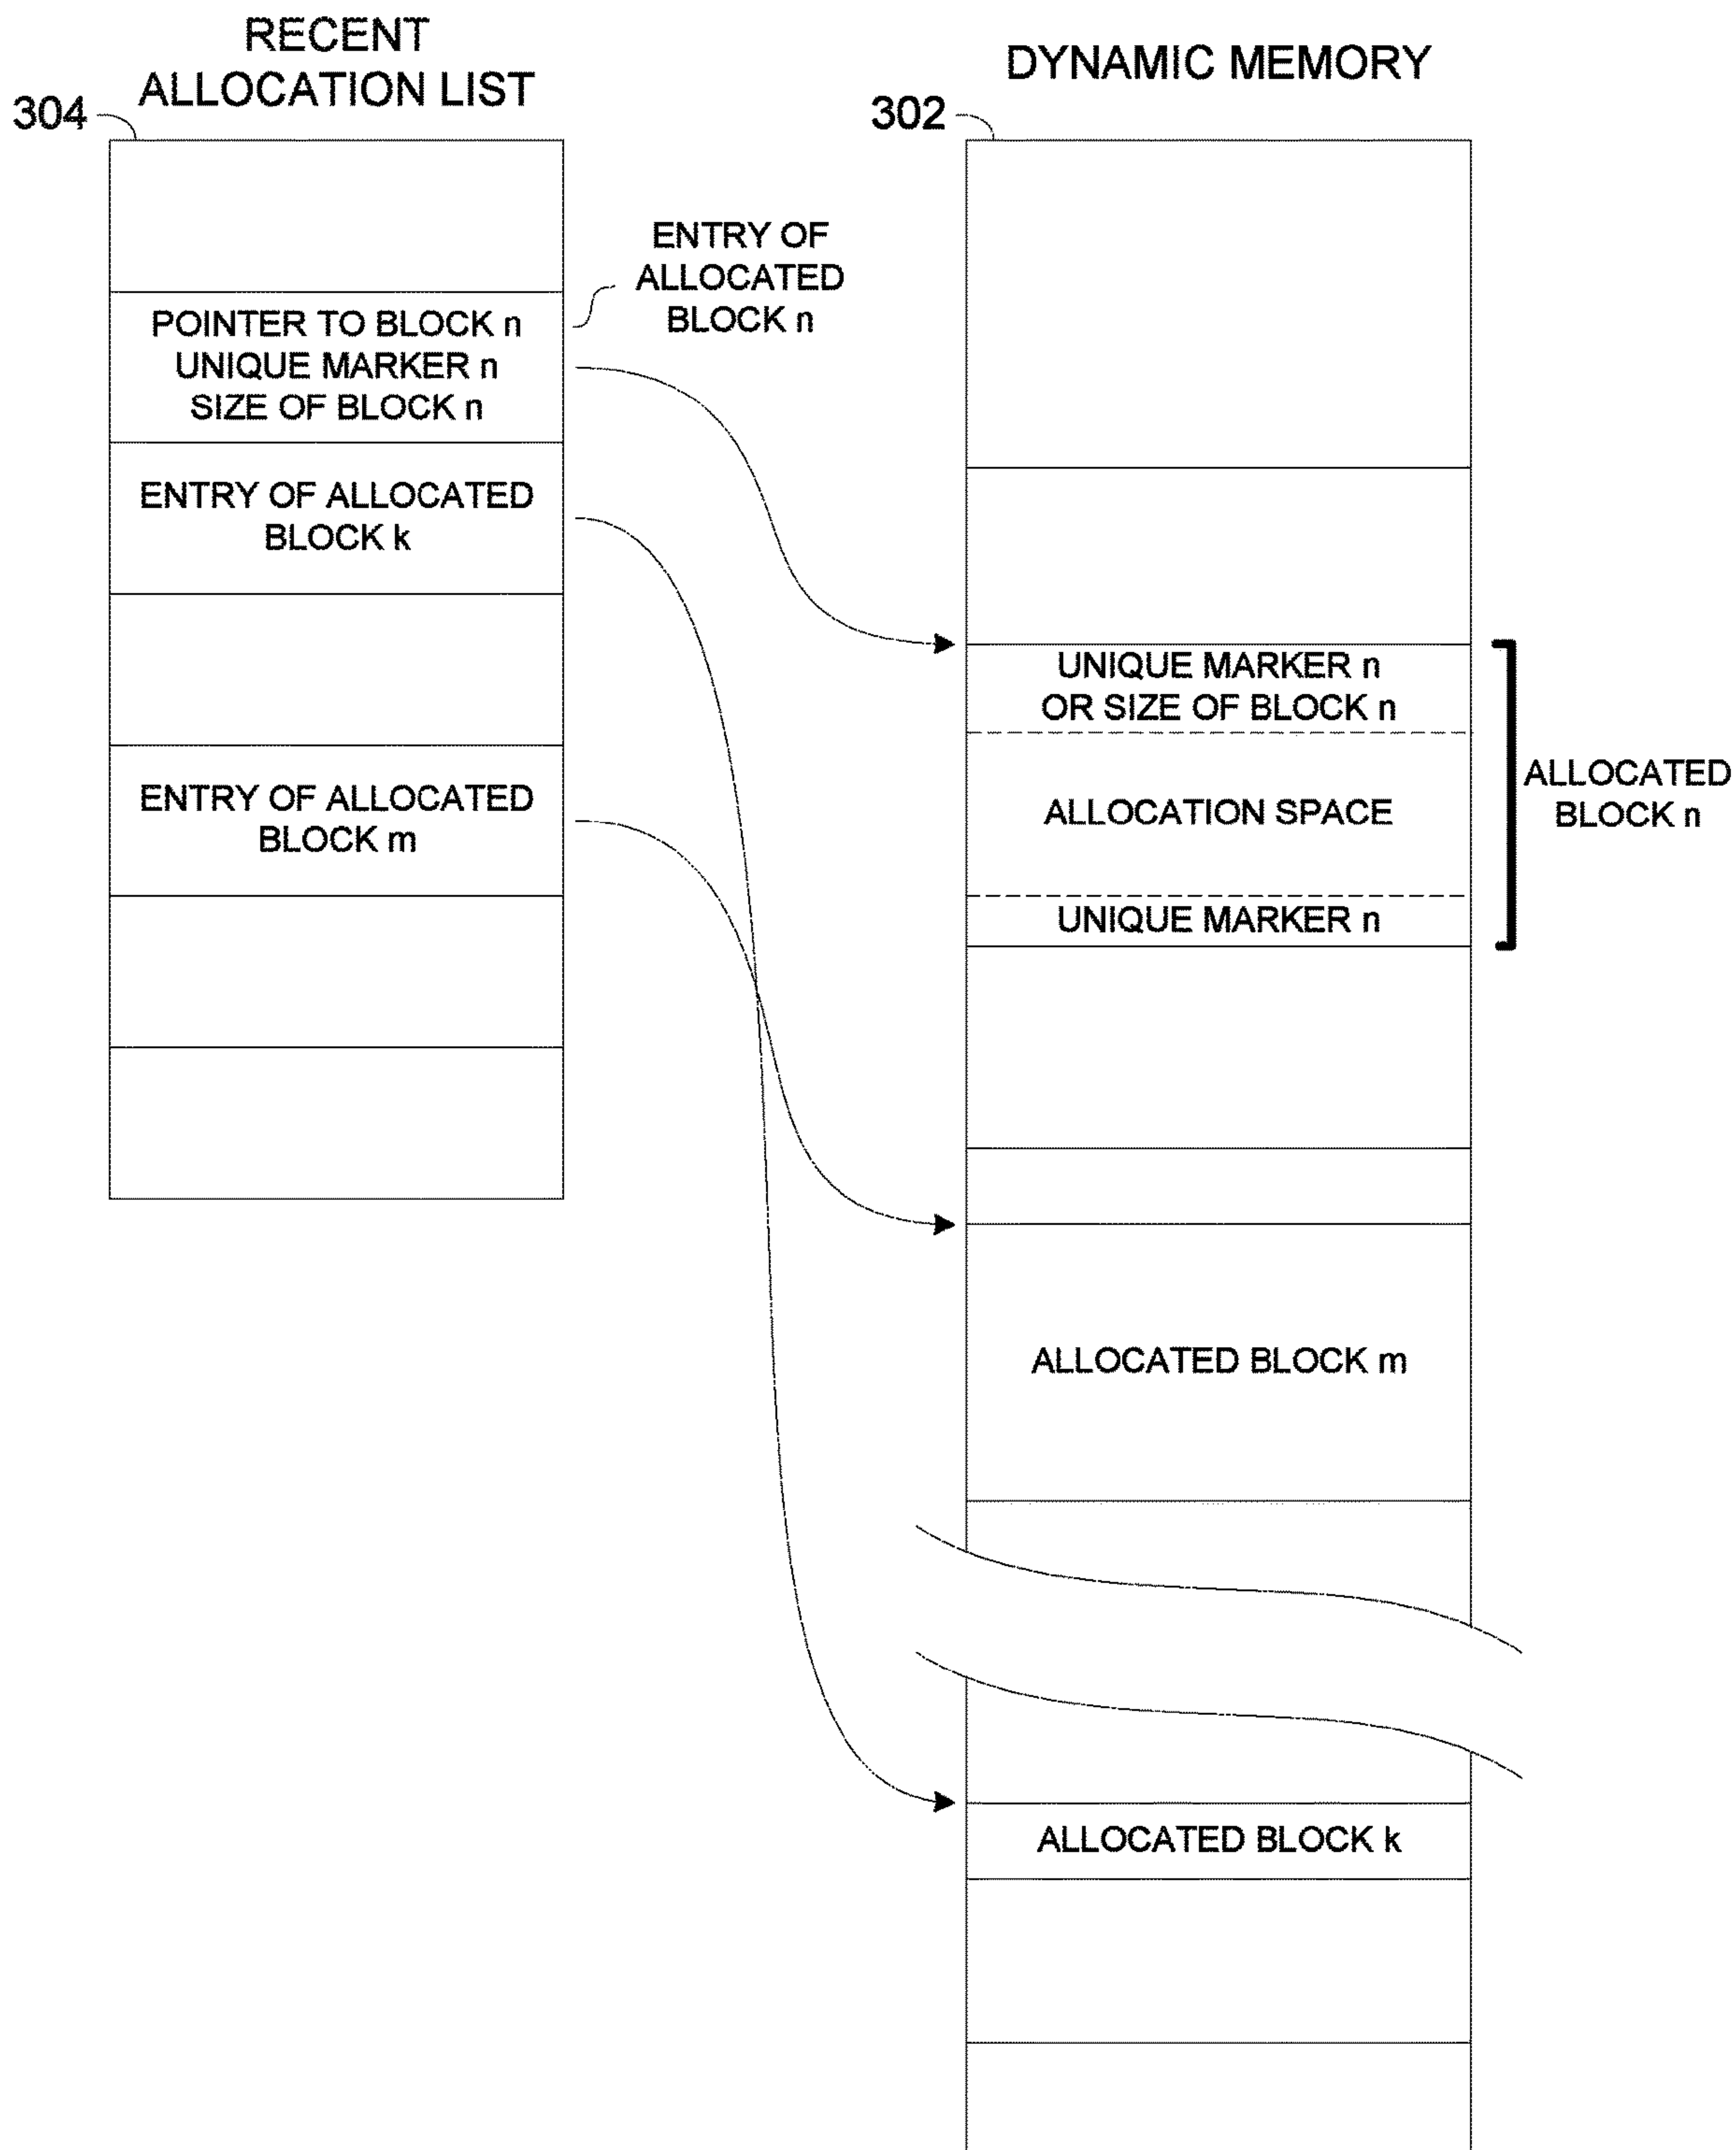 RECENT
ALLOCATION LIST
304
POINTER TO BLOCK n
UNIQUE MARKER n
SIZE OF BLOCK n
ENTRY OF
ALLOCATED
BLOCK n
ENTRY OF ALLOCATED
BLOCK k
ENTRY OF ALLOCATED
BLOCK m
DYNAMIC MEMORY
302
UNIQUE MARKER n
OR SIZE OF BLOCK n
ALLOCATION SPACE
UNIQUE MARKER n
ALLOCATED
BLOCK n
ALLOCATED BLOCK m
ALLOCATED BLOCK k